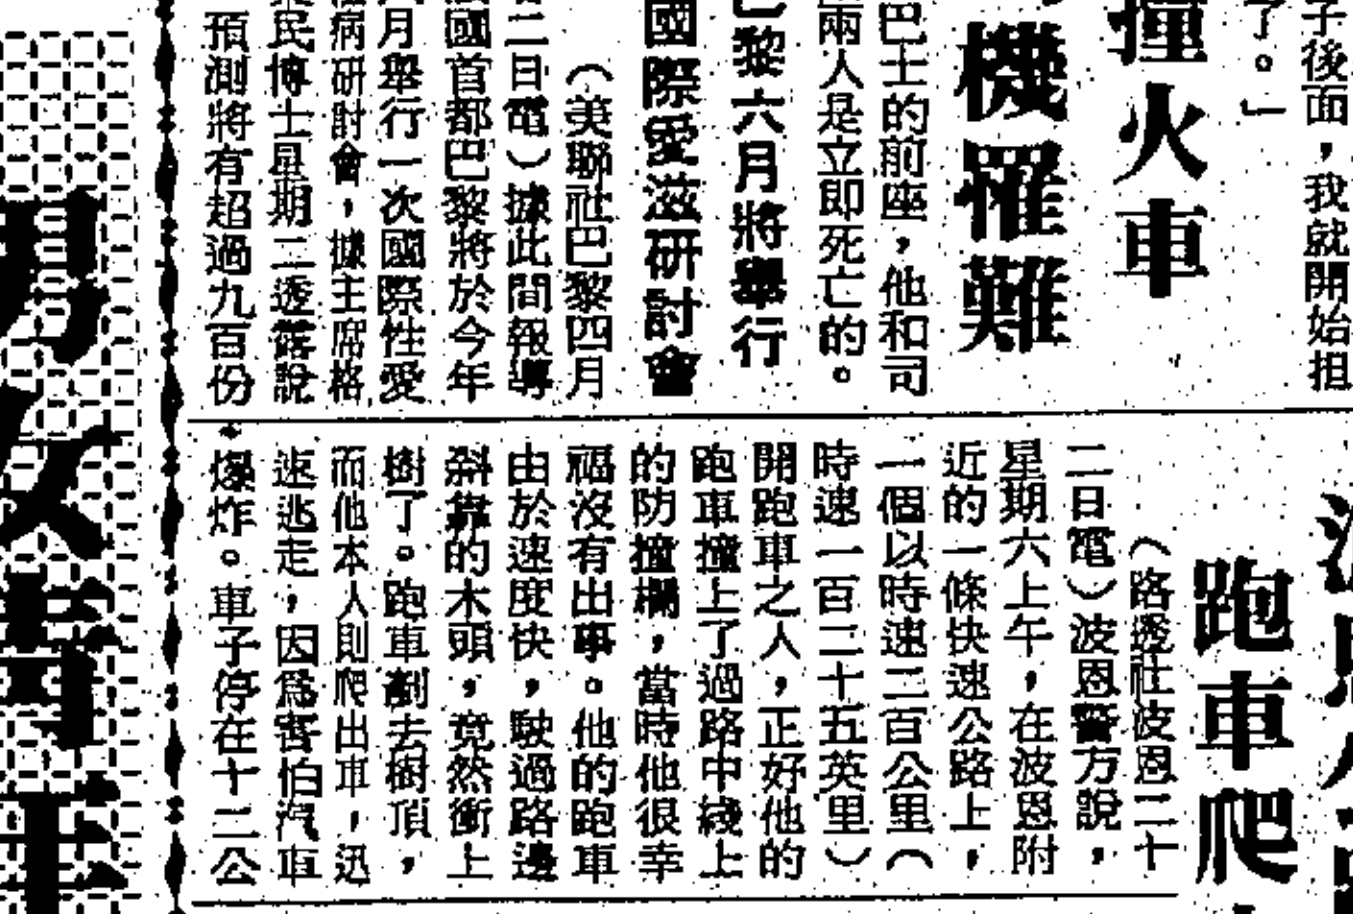 子後面，我就開始担
了。」
撞火車
機罹難
巴士的前座，他和司
兩人是立即死亡的。
巴黎六月將舉行
國際愛滋研討會
（美聯社巴黎四月
二日電）據此間報導
國首都巴黎將於今年
月舉行一次國際性愛
病研討會，據主席格
民博士星期二透露說
預測將有超過九百份
跑車爬
（路透社波恩二十
二日電）波恩警方說，
星期六上午，在波恩附
近的一條快速公路上，
一個以時速二百公里（
時速一百二十五英里）
開跑車之人，正好他的
跑車撞上了過路中綫上
的防撞欄，當時他很幸
福沒有出事。他的跑車
由於速度快，駛過路邊
斜靠的木頭，竟然衝上
樹了。跑車劃去樹頂，
而他本人則爬出車，迅
速逃走，因爲害怕汽車
爆炸。車子停在十二公
男女青年